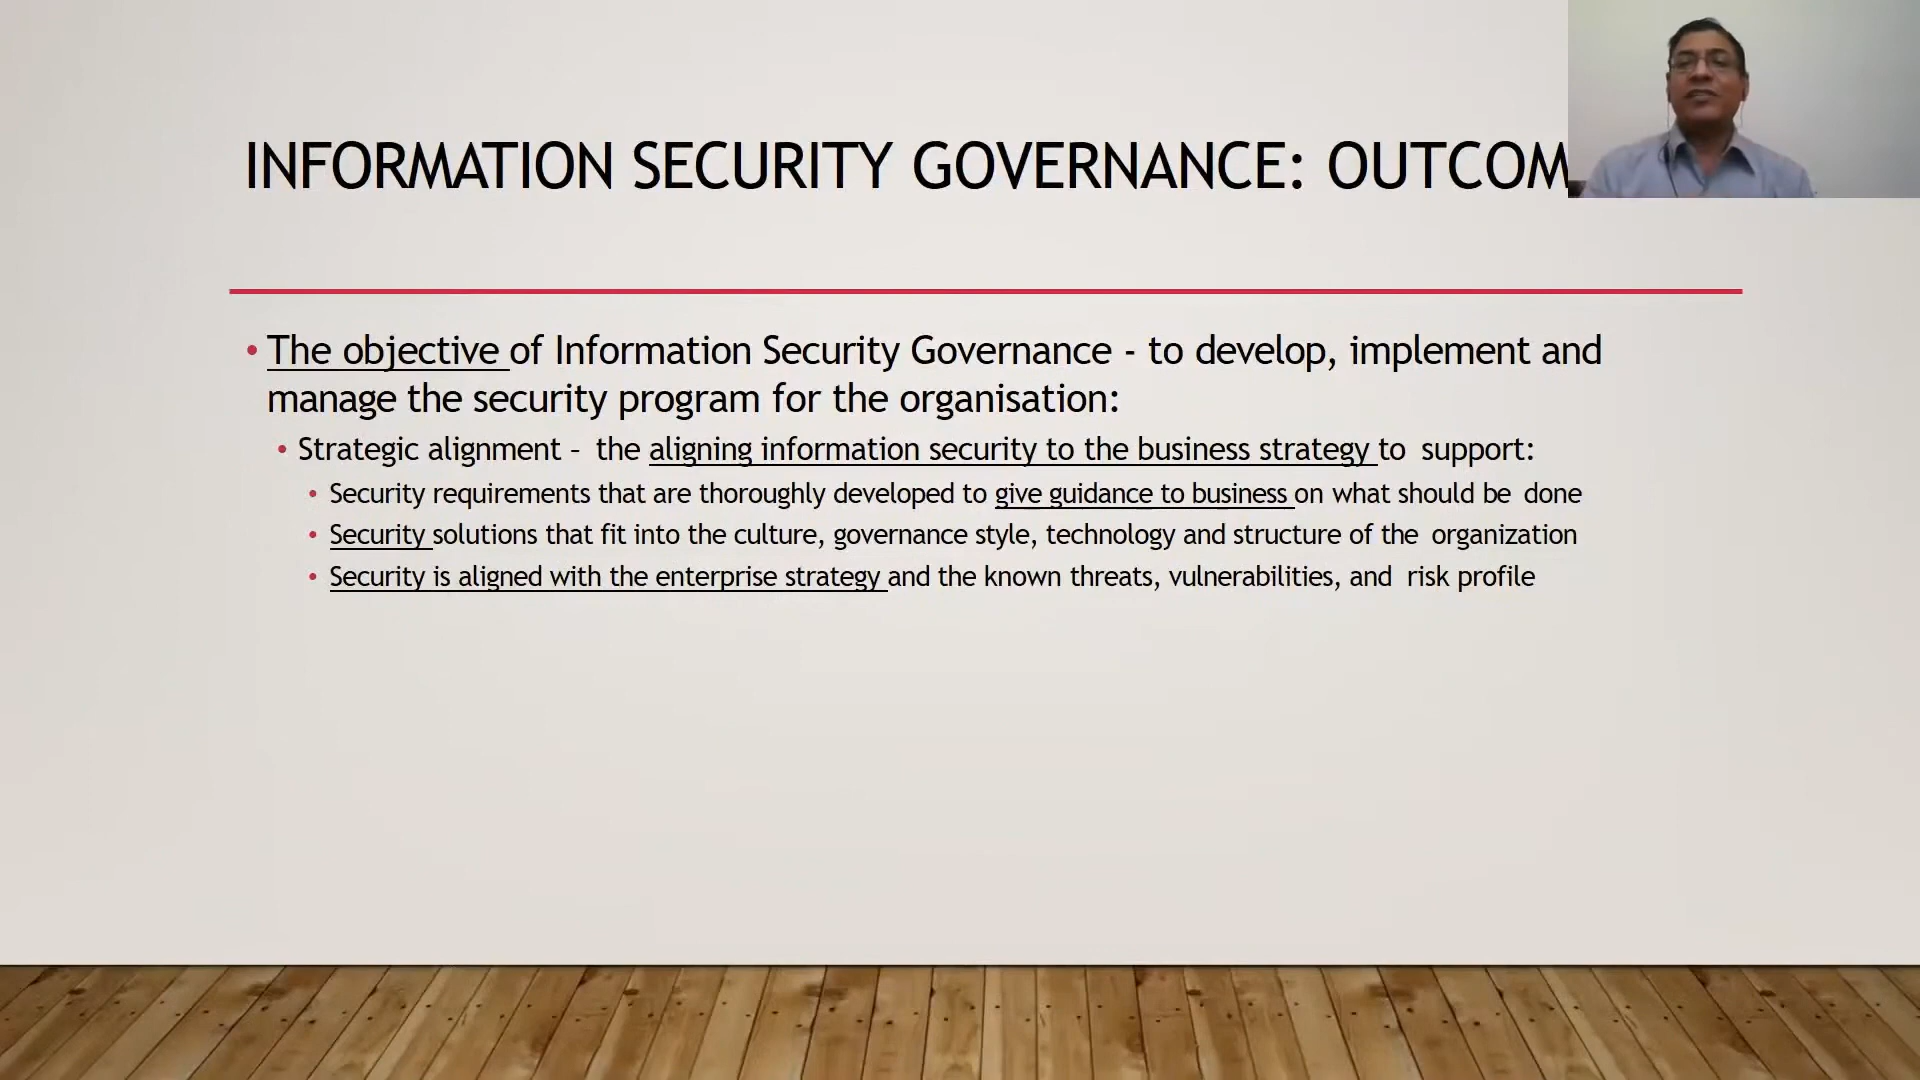 INFORMATION SECURITY GOVERNANCE:
• The objective of Information Security Governance - to develop, implement and
manage the security program for the organisation:
• Strategic alignment – the aligning information security to the business strategy to support:
• Security requirements that are thoroughly developed to give guidance to business on what should be done
• Security solutions that fit into the culture, governance style, technology and structure of the organization
• Security is aligned with the enterprise strategy and the known threats, vulnerabilities, and risk profile